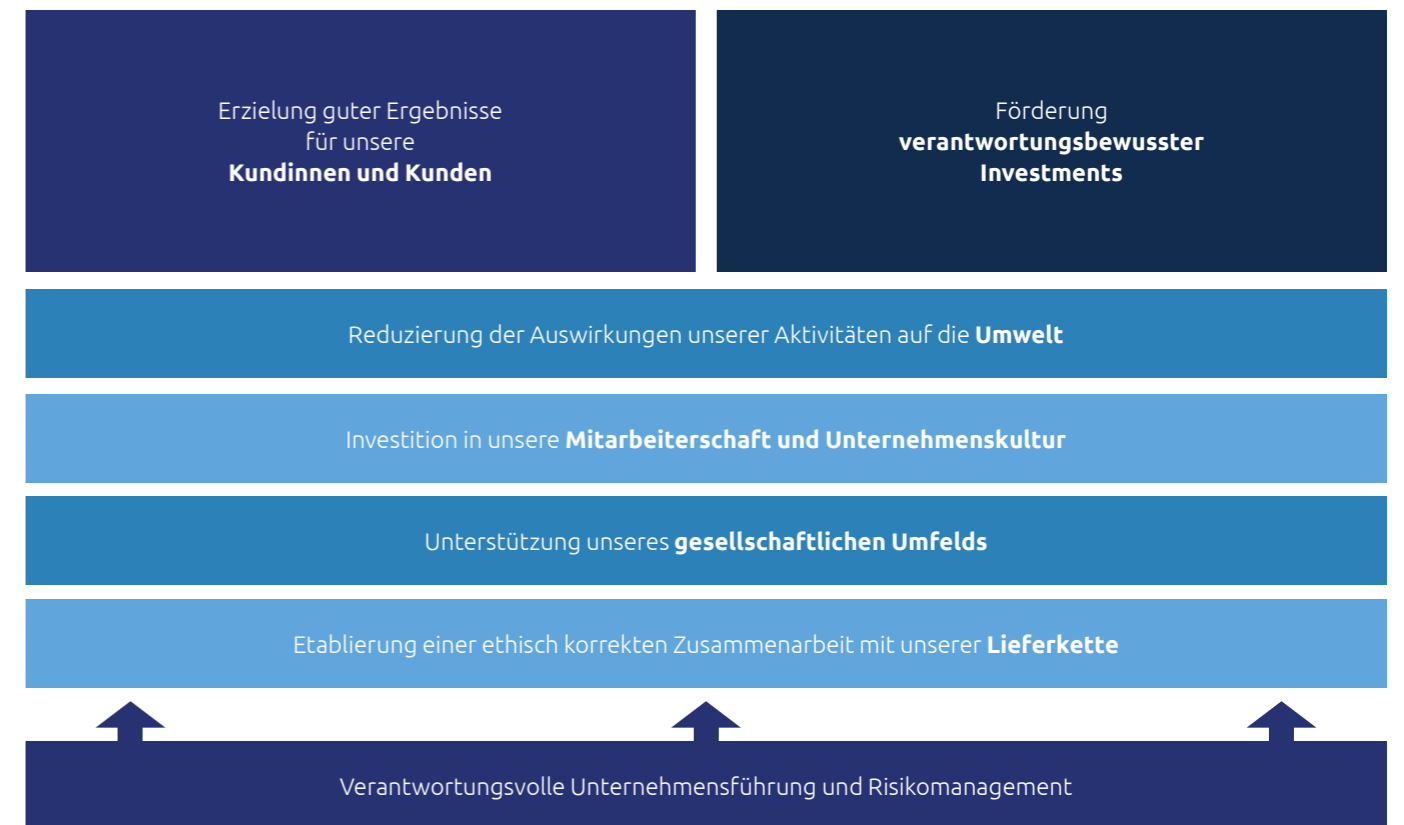 Erzielung guter Ergebnisse
für unsere
Kundinnen und Kunden
Förderung
verantwortungsbewusster
Investments
Reduzierung der Auswirkungen unserer Aktivitäten auf die Umwelt
Investition in unsere Mitarbeiterschaft und Unternehmenskultur
Unterstützung unseres gesellschaftlichen Umfelds
Etablierung einer ethisch korrekten Zusammenarbeit mit unserer Lieferkette
Verantwortungsvolle Unternehmensführung und Risikomanagement